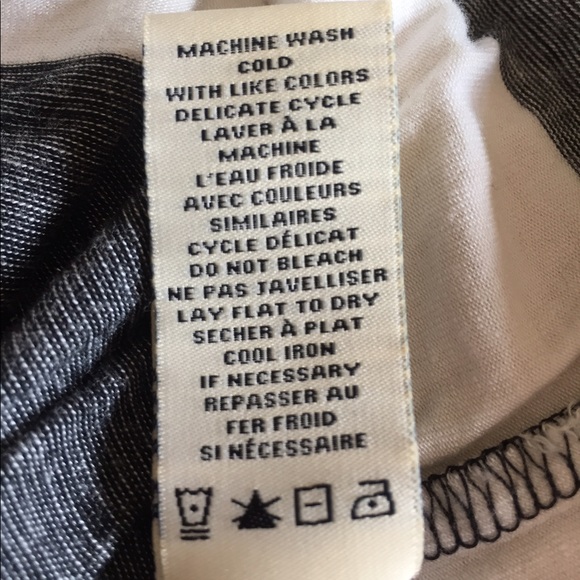 MACHINE WASH
COLD
WITH LIKE COLORS
DELICATE CYCLE
LAVER À LA
MACHINE
L'EAU FROIDE
AVEC COULEURS
SIMILAIRES
CYCLE DÉLICAT
DO NOT BLEACH
NE PAS JAVELLISER
LAY FLAT TO DRY
SECHER À PLAT
COOL IRON
IF NECESSARY
REPASSER AU
FER FROID
SI NÉCESSAIRE